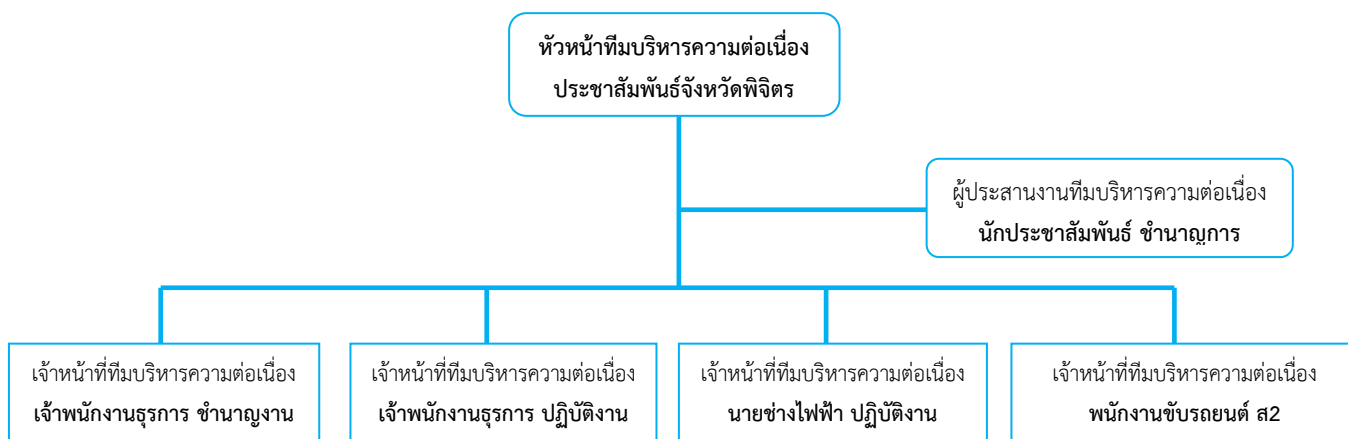 หัวหน้าทีมบริหารความต่อเนื่อง
ประชาสัมพันธ์จังหวัดพิจิตร
ผู้ประสานงานทีมบริหารความต่อเนื่อง
นักประชาสัมพันธ์ ชำนาญการ
เจ้าหน้าที่ทีมบริหารความต่อเนื่อง
เจ้าพนักงานธุรการ ชำนาญงาน
เจ้าหน้าที่ทีมบริหารความต่อเนื่อง
เจ้าพนักงานธุรการ ปฏิบัติงาน
เจ้าหน้าที่ทีมบริหารความต่อเนื่อง
นายช่างไฟฟ้า ปฏิบัติงาน
เจ้าหน้าที่ทีมบริหารความต่อเนื่อง
พนักงานขับรถยนต์ ส2